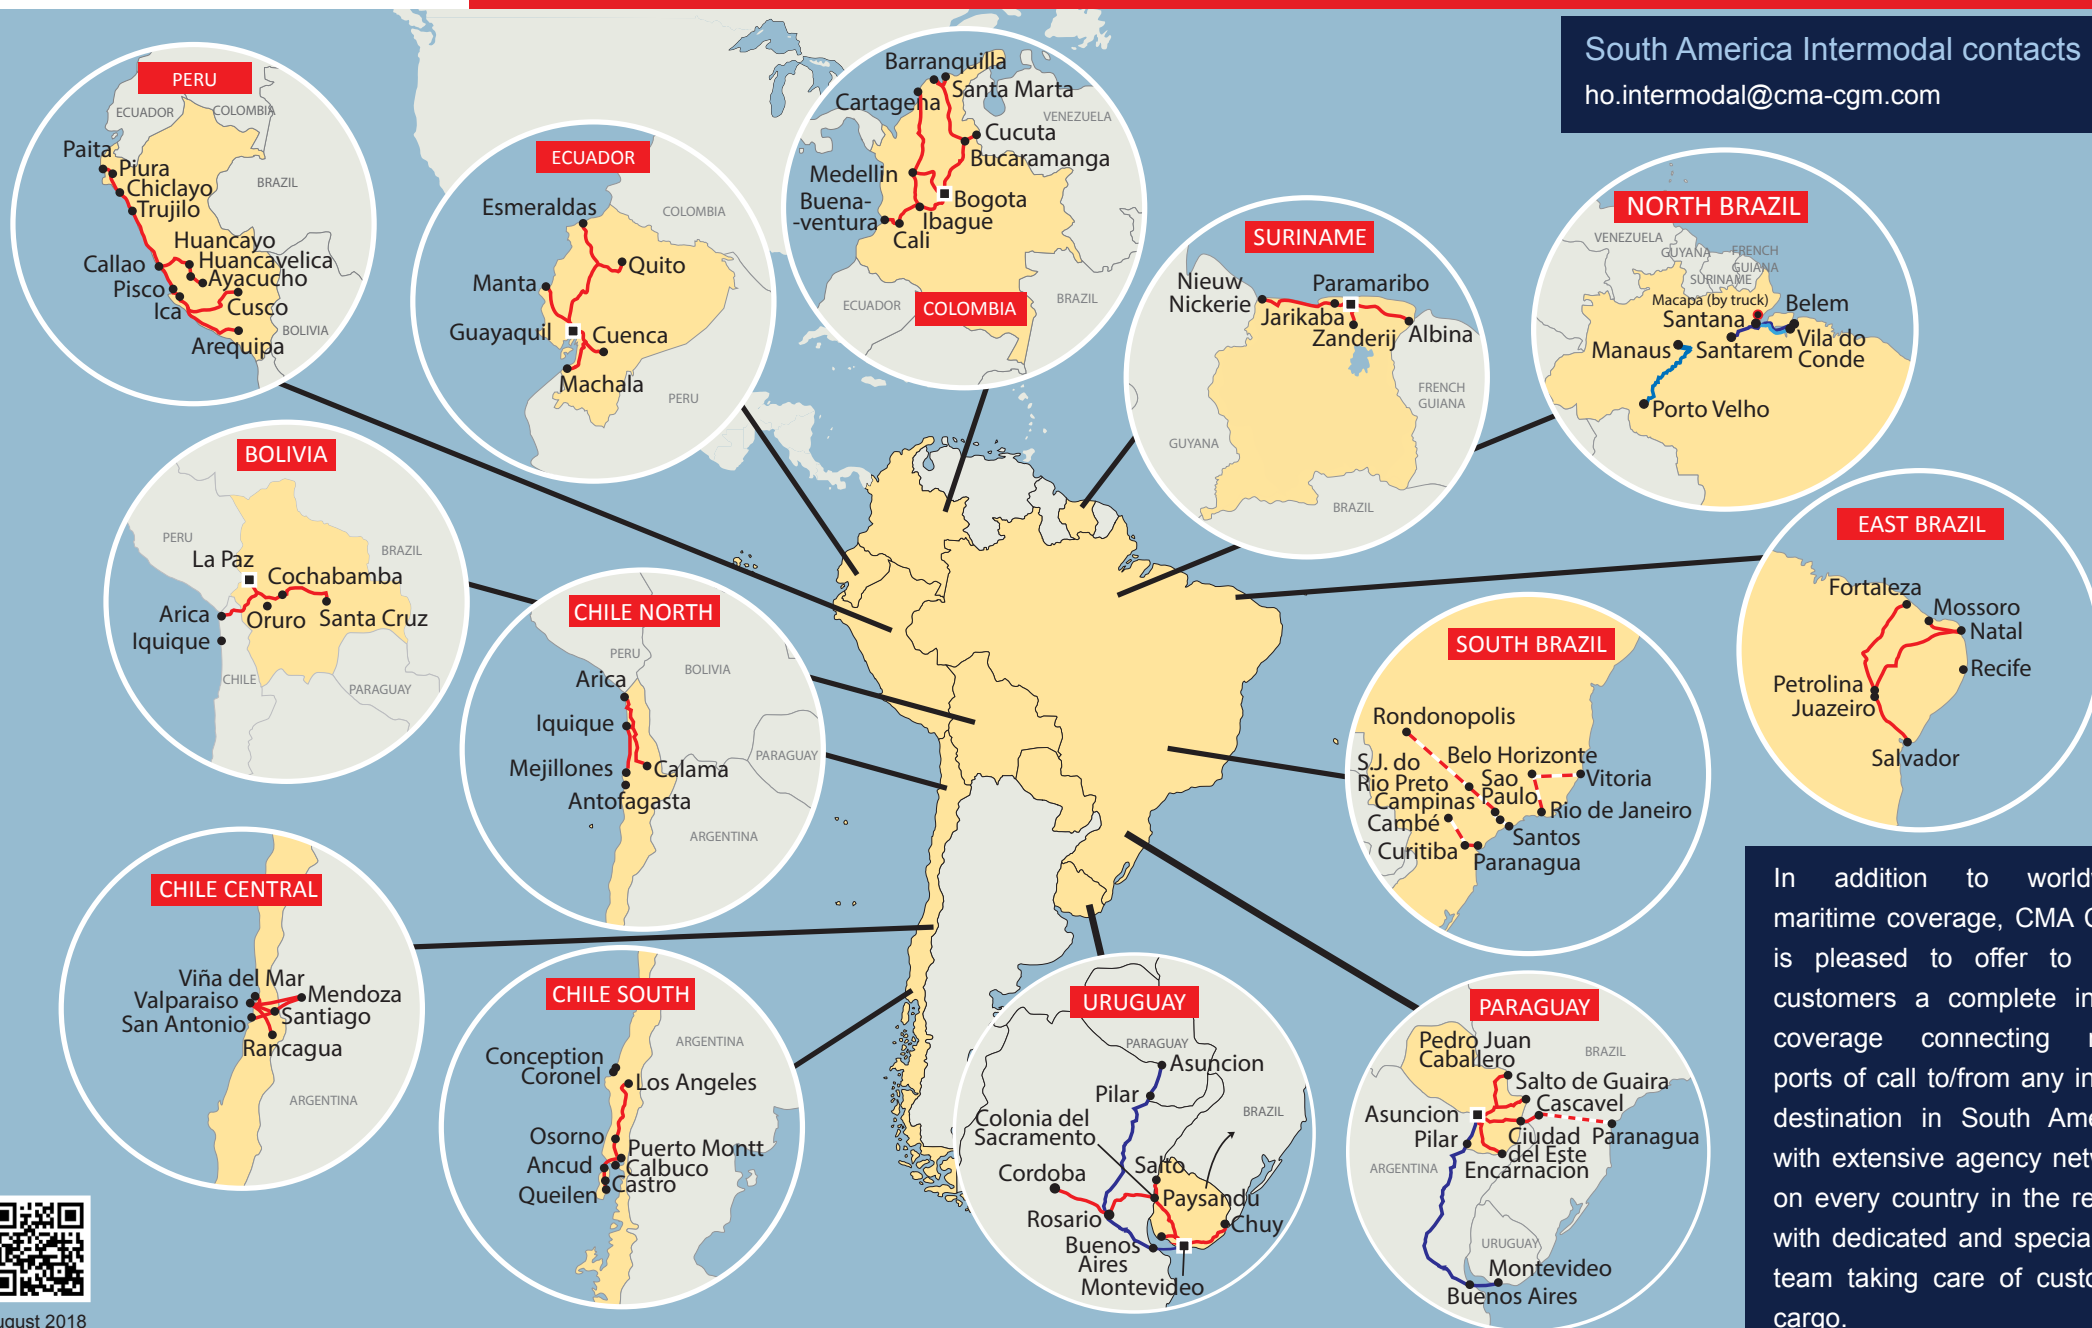 South America Intermodal contacts
ho.intermodal@cma-cgm.com
PERU
ECUADOR
COLOMBIA
BRAZIL
BOLIVIA
Paita
Piura
Chiclayo
Trujilo
Huancayo
Huancavelica
Callao
Ayacucho
Pisco
Cusco
Ica
Arequipa
ECUADOR
COLOMBIA
PERU
Esmeraldas
Quito
Manta
Guayaquil
Cuenca
Machala
Barranquilla
Santa Marta
Cartagena
VENEZUELA
Cucuta
Bucaramanga
Medellin
Bogota
Buena-
-ventura
Ibague
Cali
ECUADOR
COLOMBIA
BRAZIL
SURINAME
Nieuw
Nickerie
Paramaribo
Jarikaba
Zanderij
Albina
FRENCH
GUIANA
GUYANA
BRAZIL
NORTH BRAZIL
VENEZUELA
GUYANA
FRENCH
GUIANA
SURINAME
Macapa (by truck)
Belem
Santana
Vila do
Conde
Manaus
Santarem
Porto Velho
BOLIVIA
PERU
BRAZIL
La Paz
Cochabamba
Arica
Oruro
Santa Cruz
Iquique
CHILE
PARAGUAY
CHILE NORTH
PERU
BOLIVIA
Arica
Iquique
PARAGUAY
Mejillones
Calama
Antofagasta
ARGENTINA
EAST BRAZIL
Fortaleza
Mossoro
Natal
Recife
Petrolina
Juazeiro
Salvador
SOUTH BRAZIL
Rondonopolis
Belo Horizonte
S.J. do
Rio Preto
Sao
Paulo
Vitoria
Campinas
Rio de Janeiro
Cambé
Santos
Curitiba
Paranagua
CHILE CENTRAL
Viña del Mar
Valparaiso
Mendoza
San Antonio
Santiago
Rancagua
ARGENTINA
CHILE SOUTH
ARGENTINA
Conception
Coronel
Los Angeles
Osorno
Puerto Montt
Ancud
Calbuco
Castro
Queilen
URUGUAY
PARAGUAY
Asuncion
Pilar
BRAZIL
Colonia del
Sacramento
Salto
Cordoba
Paysandu
Rosario
Chuy
Buenos
Aires
Montevideo
PARAGUAY
Pedro Juan
Caballero
BRAZIL
Salto de Guaira
Cascavel
Asuncion
Pilar
Ciudad
del Este
Paranagua
ARGENTINA
Encarnacion
URUGUAY
Montevideo
Buenos Aires
In addition to
maritime coverage, CMA
is pleased to offer to
customers a complete
coverage connecting
ports of call to/from any
destination in South
with extensive agency
on every country in the
with dedicated and
team taking care of
cargo.
2018